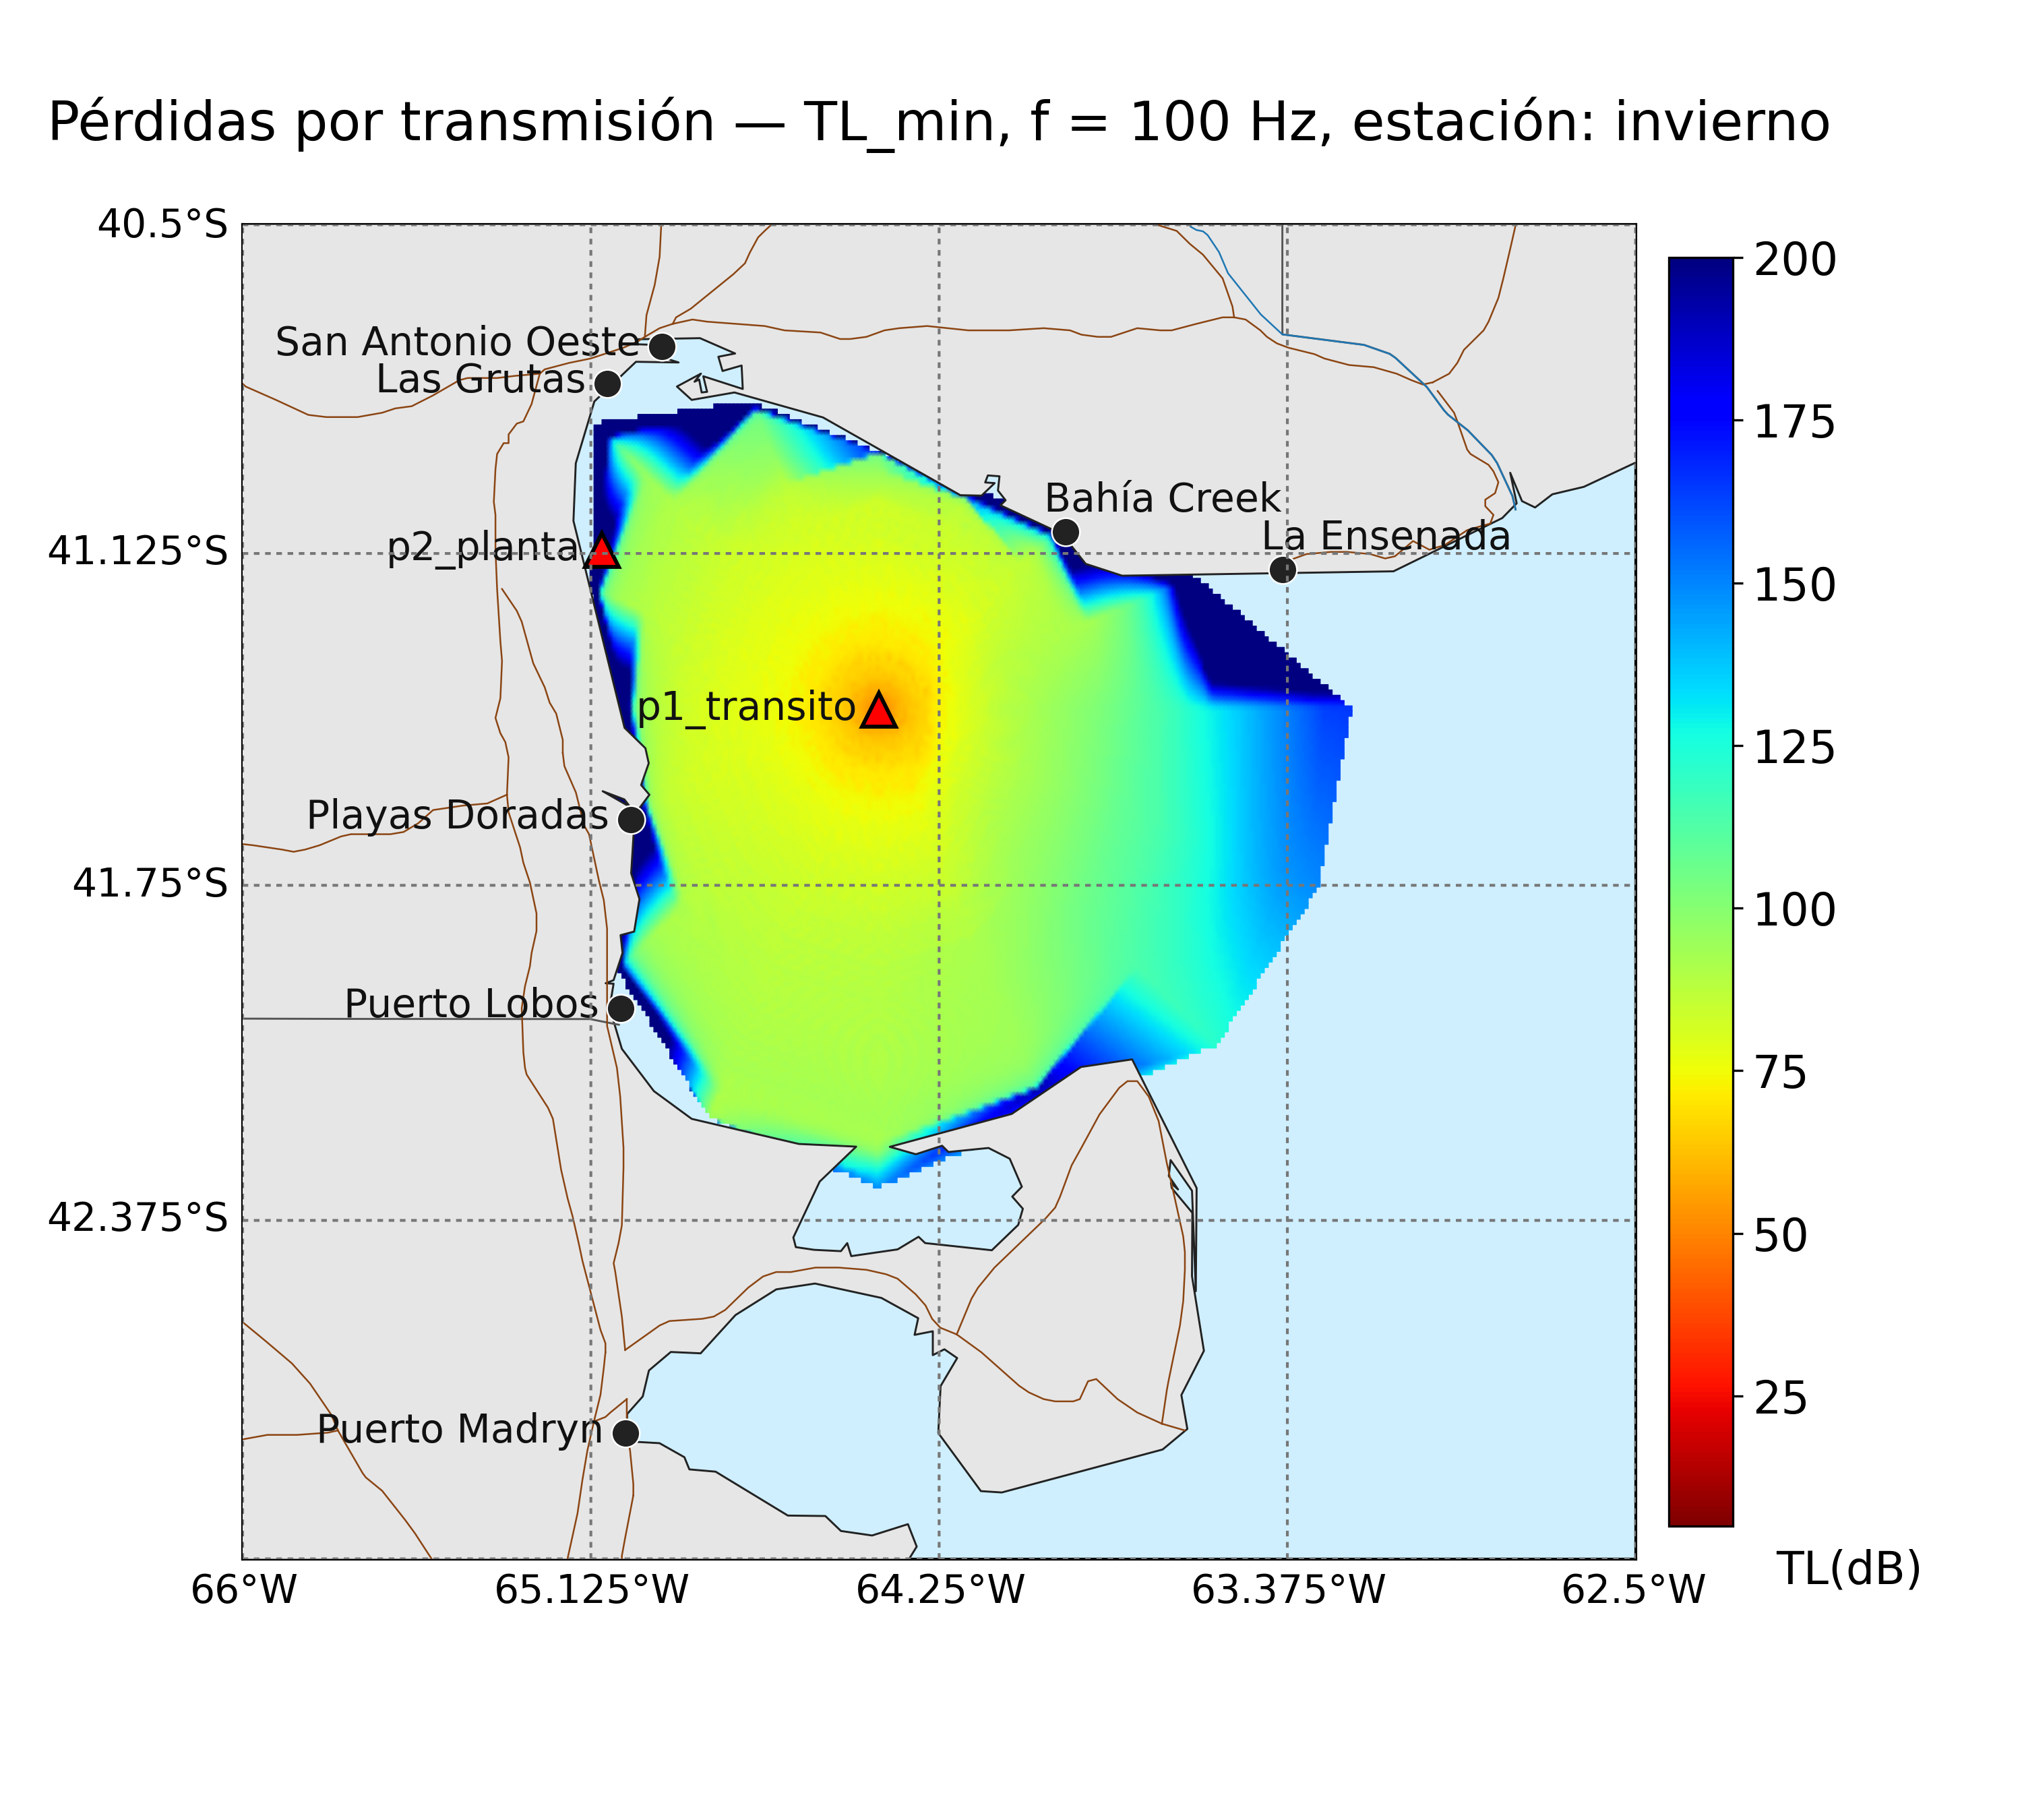 Pérdidas por transmisión — TL_min, f = 100 Hz, estación: invierno
40.5°S
200
San Antonio Oeste
Las Grutas
175
Bahía Creek
La Ensenada
p2_planta
41.125°S
150
p1_transito
125
Playas Doradas
41.75°S
100
Puerto Lobos
75
42.375°S
50
25
Puerto Madryn
TL(dB)
66°W
65.125°W
64.25°W
63.375°W
62.5°W